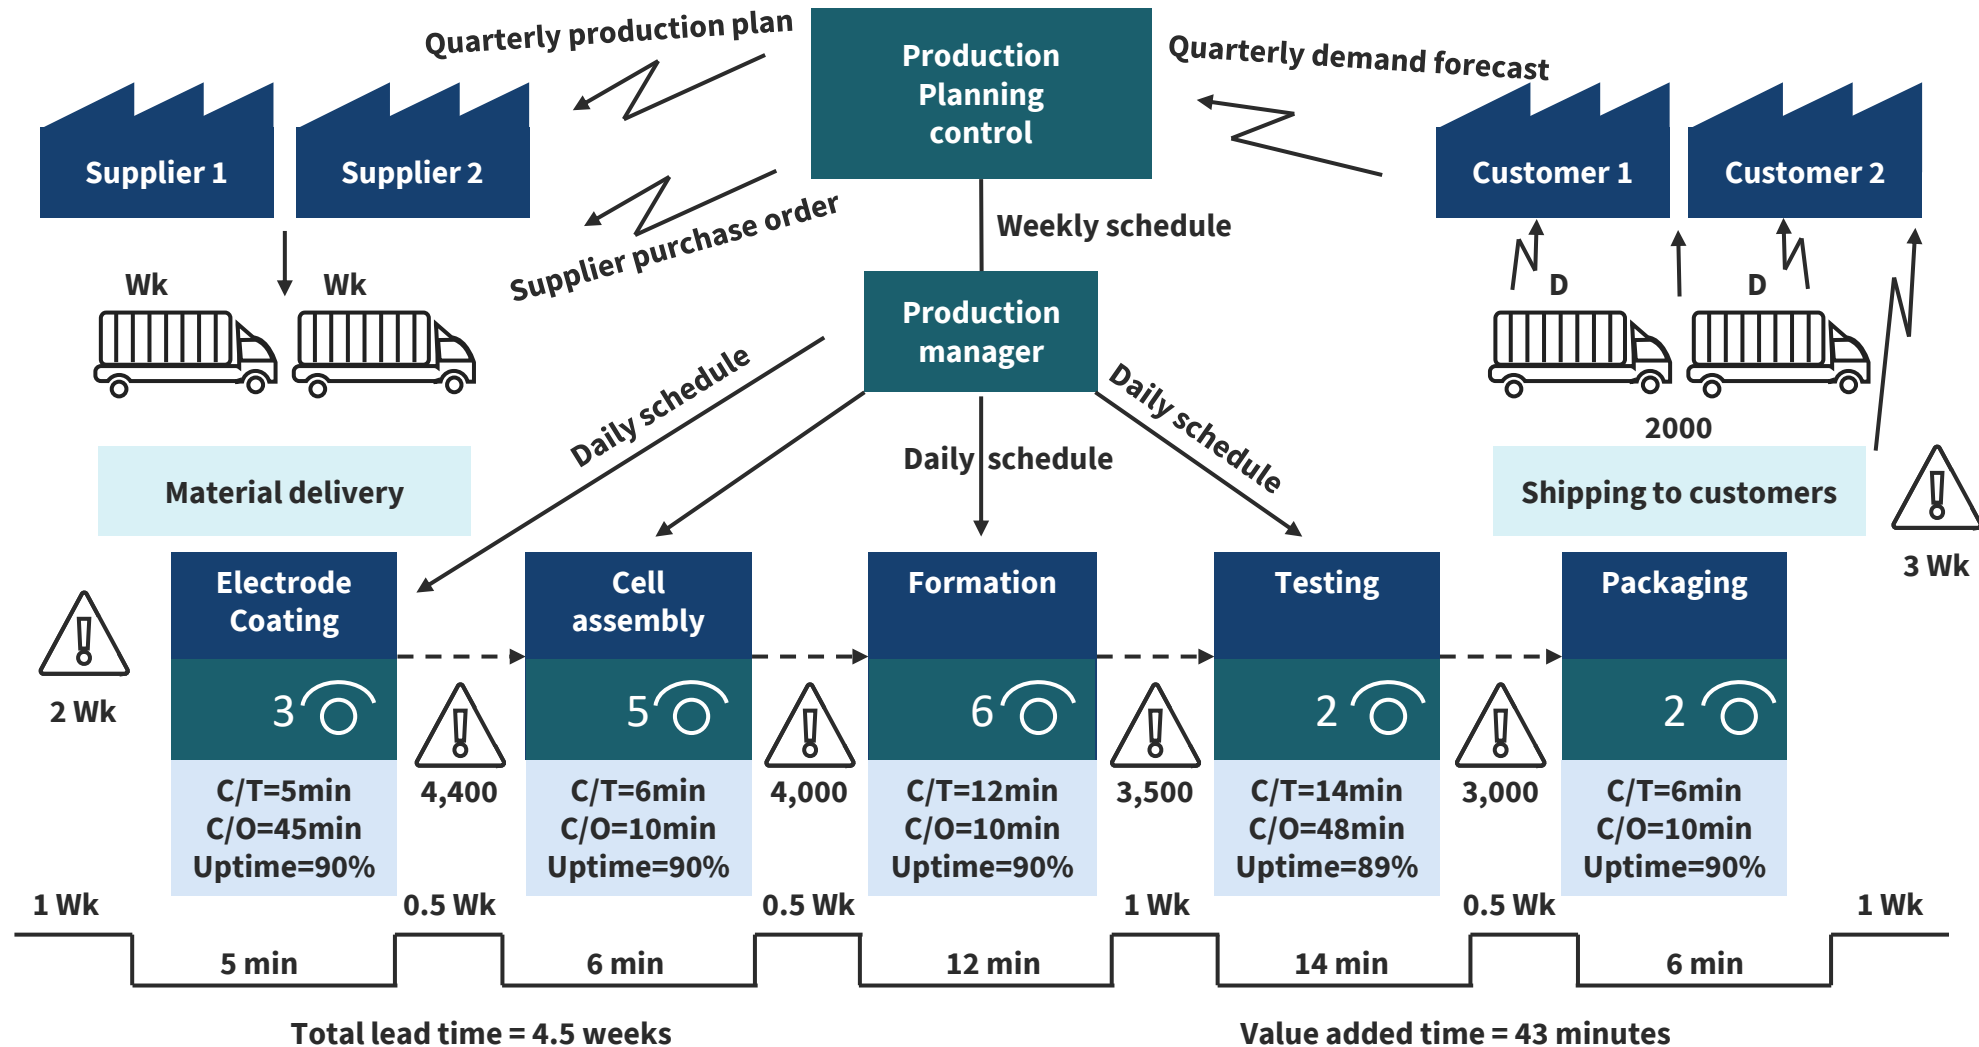 Quarterly production plan
Production
Planning
control
Quarterly demand forecast
Supplier 1
Supplier 2
Customer 1
Customer 2
Supplier purchase order
Weekly schedule
Wk
Wk
D
D
Production
manager
2000
Daily schedule
Daily schedule
Daily schedule
Material delivery
Shipping to customers
3 Wk
2 Wk
Electrode
Coating
3
C/T=5min
C/O=45min
Uptime=90%
4,400
Cell
assembly
5
C/T=6min
C/O=10min
Uptime=90%
4,000
Formation
6
C/T=12min
C/O=10min
Uptime=90%
3,500
Testing
2
C/T=14min
C/O=48min
Uptime=89%
3,000
Packaging
2
C/T=6min
C/O=10min
Uptime=90%
1 Wk
0.5 Wk
0.5 Wk
1 Wk
0.5 Wk
1 Wk
5 min
6 min
12 min
14 min
6 min
Total lead time = 4.5 weeks
Value added time = 43 minutes